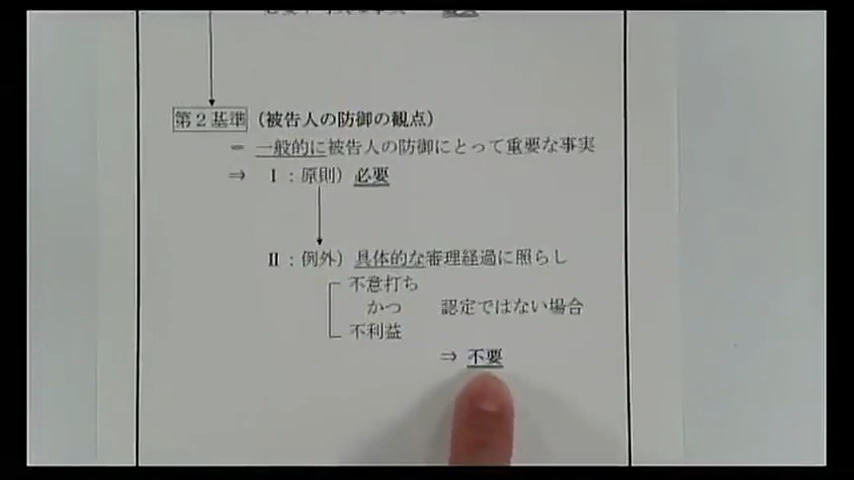 第２基準（被告人の防御の観点）
＝ 一般的に被告人の防御にとって重要な事実
⇒ Ⅰ：原則）必要
Ⅱ：例外）具体的な審理経過に照らし
不意打ち
かつ 認定ではない場合
不利益
⇒ 不要